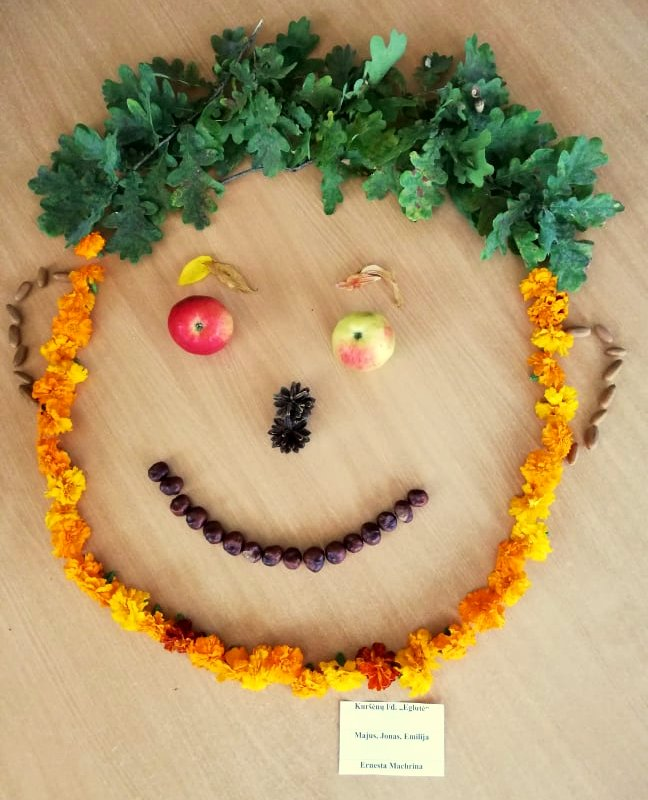 Kuršėnų l/d. „Eglutė“
Majus, Jonas, Emilija
Ernesta Machrina